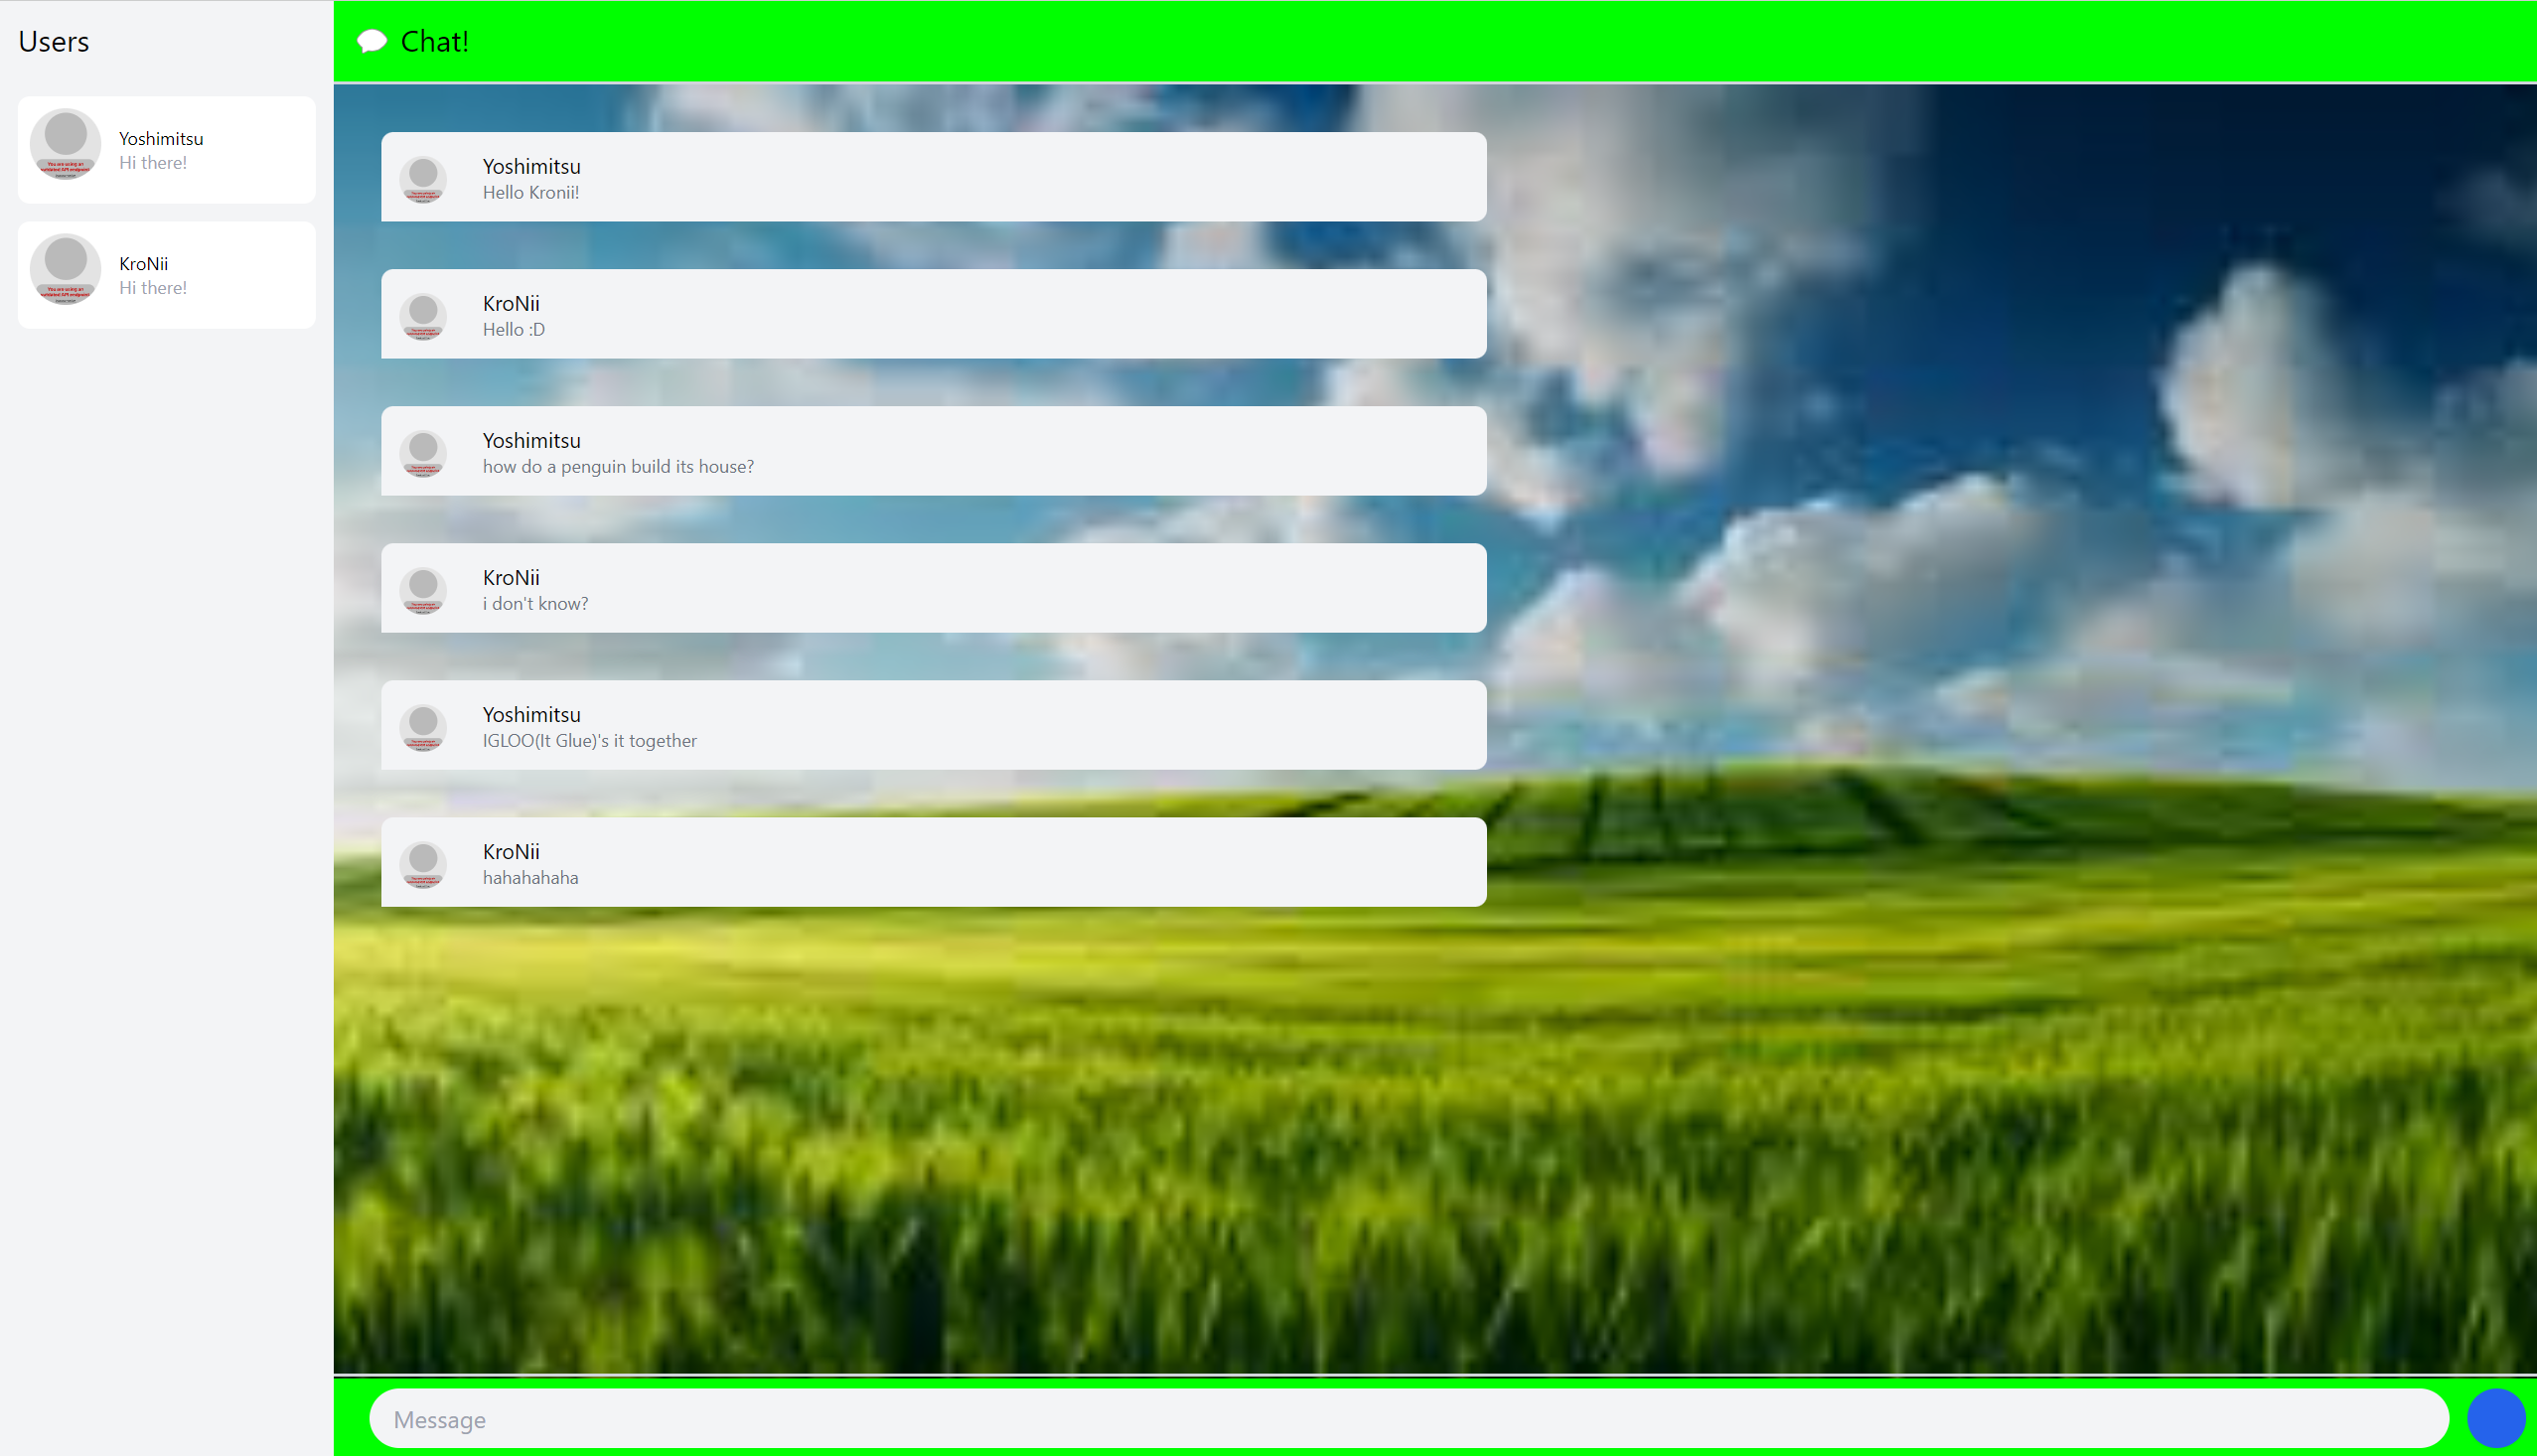 Users
Chat!
Yoshimitsu
Hi there!
KroNii
Hi there!
Yoshimitsu
Hello Kronii!
KroNii
Hello :D
Yoshimitsu
how do a penguin build its house?
KroNii
i don't know?
Yoshimitsu
IGLOO(It Glue)'s it together
KroNii
hahahahaha
Message